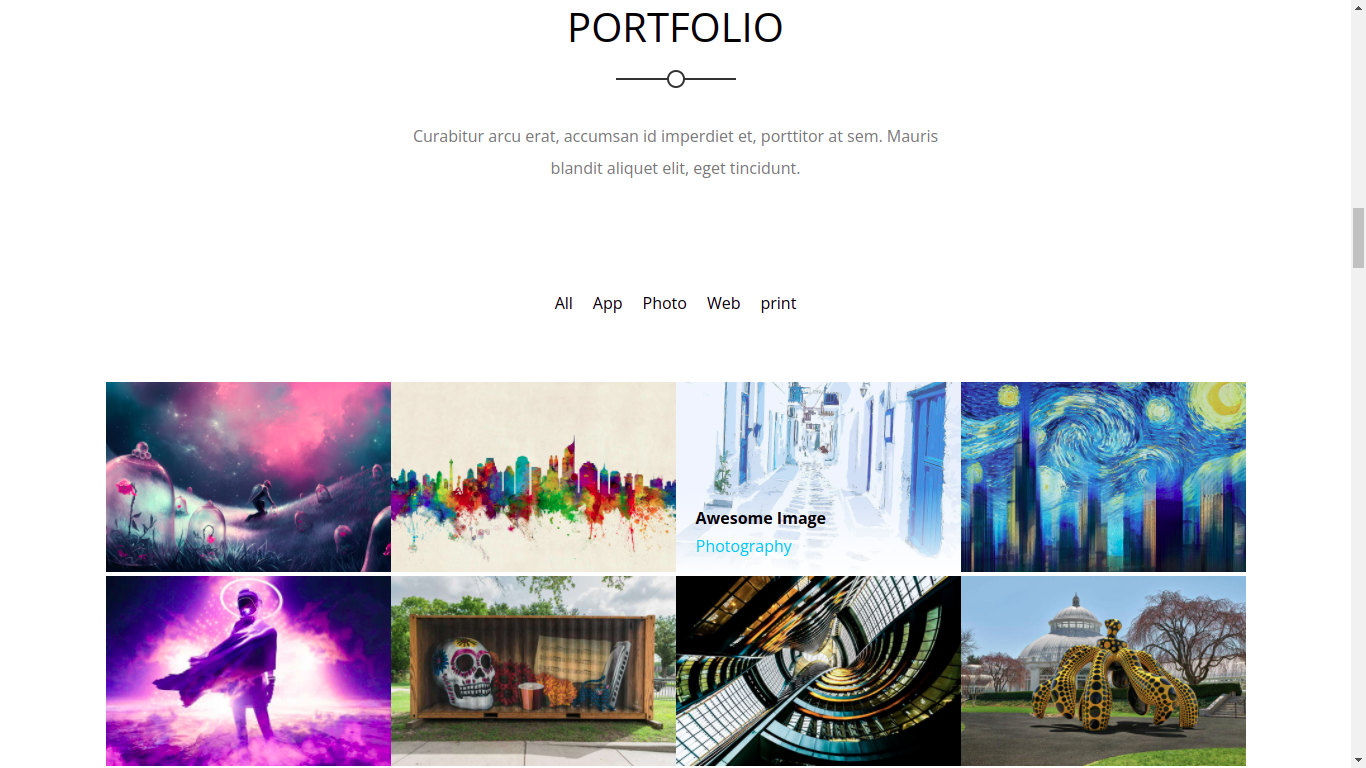 PORTFOLIO
Curabitur arcu erat, accumsan id imperdiet et, porttitor at sem. Mauris
blandit aliquet elit, eget tincidunt.
All App Photo Web print
Awesome Image
Photography